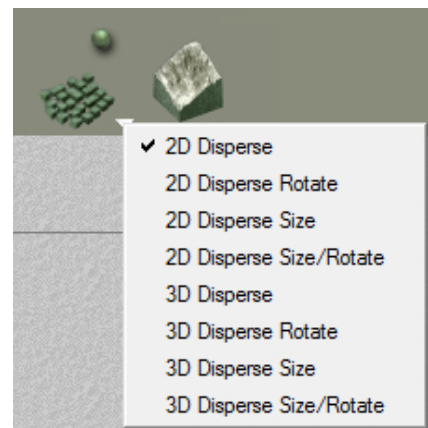 2D Disperse
2D Disperse Rotate
2D Disperse Size
2D Disperse Size/Rotate
3D Disperse
3D Disperse Rotate
3D Disperse Size
3D Disperse Size/Rotate